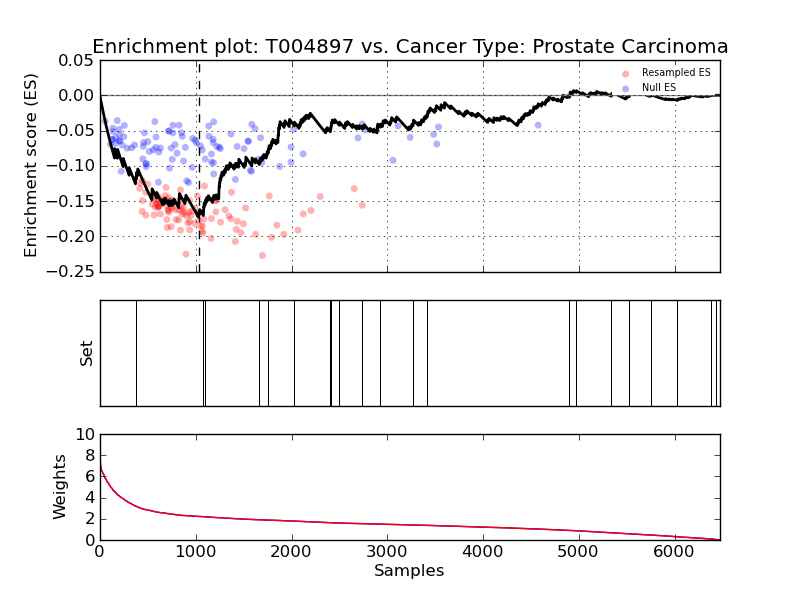 Enrichment plot: T004897 vs. Cancer Type: Prostate Carcinoma
0.05
0.00
−0.05
−0.10
−0.15
−0.20
−0.25
Enrichment score (ES)
Resampled ES
Null ES
Set
10
8
6
4
2
0
Weights
0 1000 2000 3000 4000 5000 6000
Samples